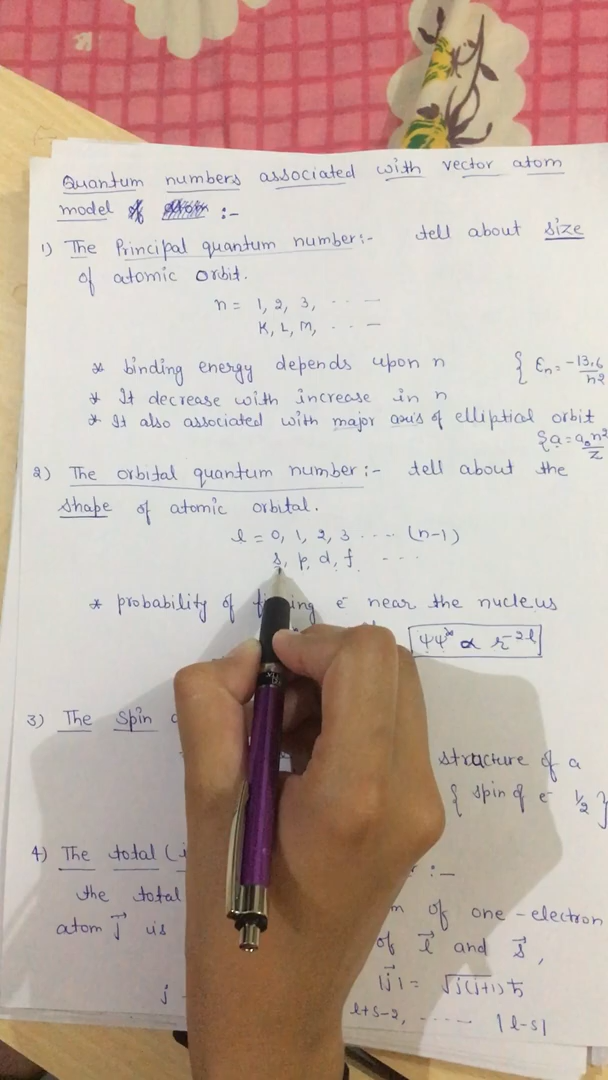 Quantum numbers associated with vector atom
model :-
1) The Principal quantum number:- tell about size
of atomic orbit.
n = 1, 2, 3, . . . —
K, L, M, . . . —
* binding energy depends upon n { En = -13.6/n²
* It decrease with increase in n
* It also associated with major axis of elliptial orbit
{a = a₀n²/Z
2) The orbital quantum number:- tell about the
shape of atomic orbital.
l = 0, 1, 2, 3 ..... (n-1)
s, p, d, f . . .
* probability of e⁻ near the nucleus
ψψ* ∝ r⁻²ˡ
3) The Spin
structure of a
{ spin of e⁻ 1/2 }
4) The total ( :-
the total of one-electron
atom j⃗ is of l⃗ and s⃗,
|j⃗| = √j(j+1) ħ
j l+s-2, ..... |l-s|